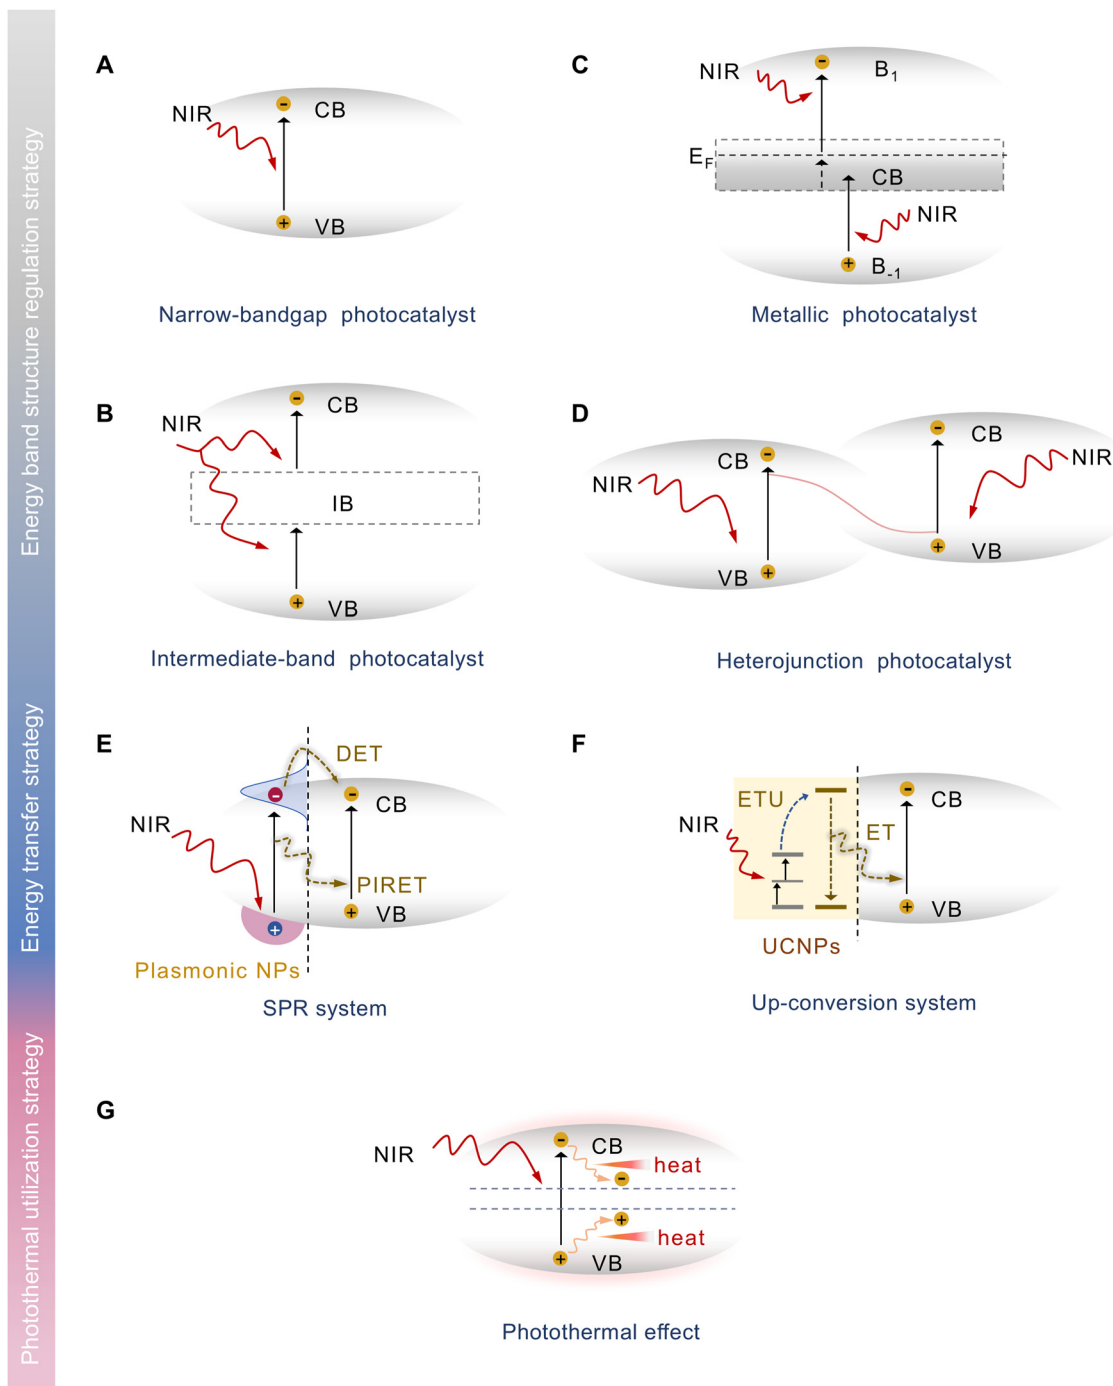 Energy band structure regulation strategy
Energy transfer strategy
Photothermal utilization strategy
A
NIR
−
CB
+
VB
Narrow-bandgap photocatalyst
C
NIR
−
B₁
E_F
CB
NIR
+
B₋₁
Metallic photocatalyst
B
NIR
−
CB
IB
+
VB
Intermediate-band photocatalyst
D
NIR
CB
−
+
VB
−
CB
NIR
+
VB
Heterojunction photocatalyst
E
DET
−
−
CB
NIR
PIRET
+
+
VB
Plasmonic NPs
SPR system
F
ETU
NIR
ET
−
CB
+
VB
UCNPs
Up-conversion system
G
NIR
−
CB
heat
−
+
heat
+
VB
Photothermal effect